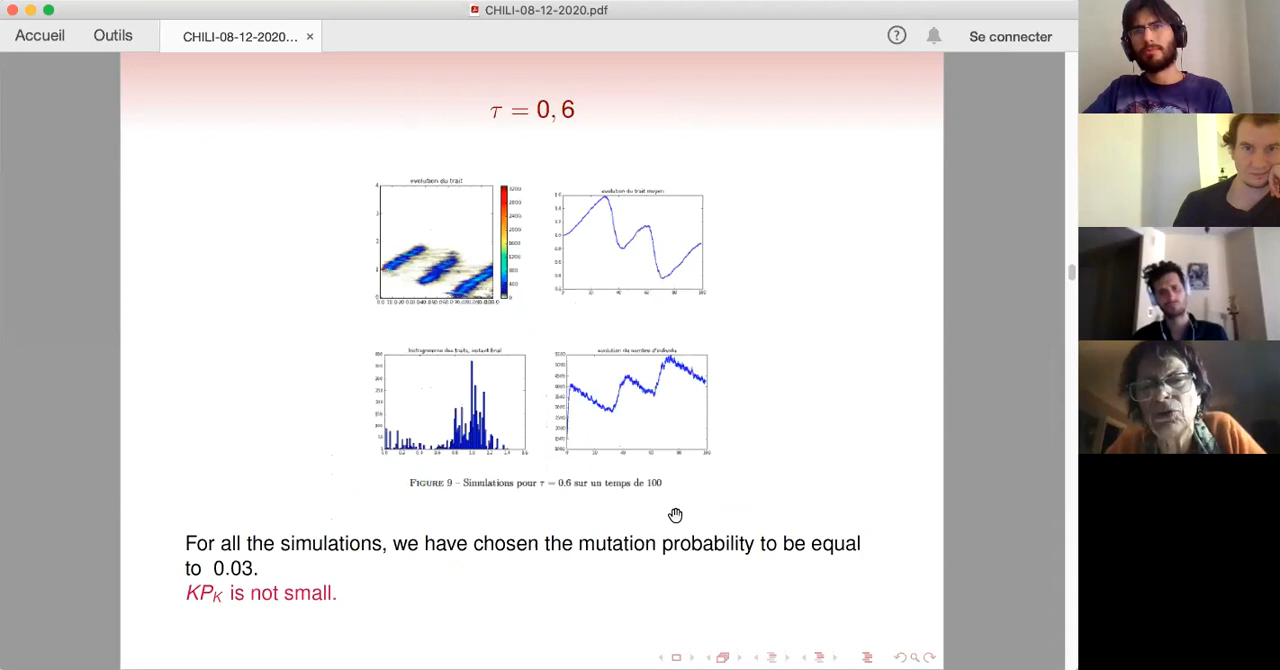 CHILI-08-12-2020.pdf
Accueil Outils CHILI-08-12-2020... × ? Se connecter
τ = 0, 6
evolution du trait
evolution du trait moyen
histogramme des traits, instant final
evolution du nombre d'individu
FIGURE 9 – Simulations pour τ = 0.6 sur un temps de 100
For all the simulations, we have chosen the mutation probability to be equal
to 0.03.
KP_K is not small.